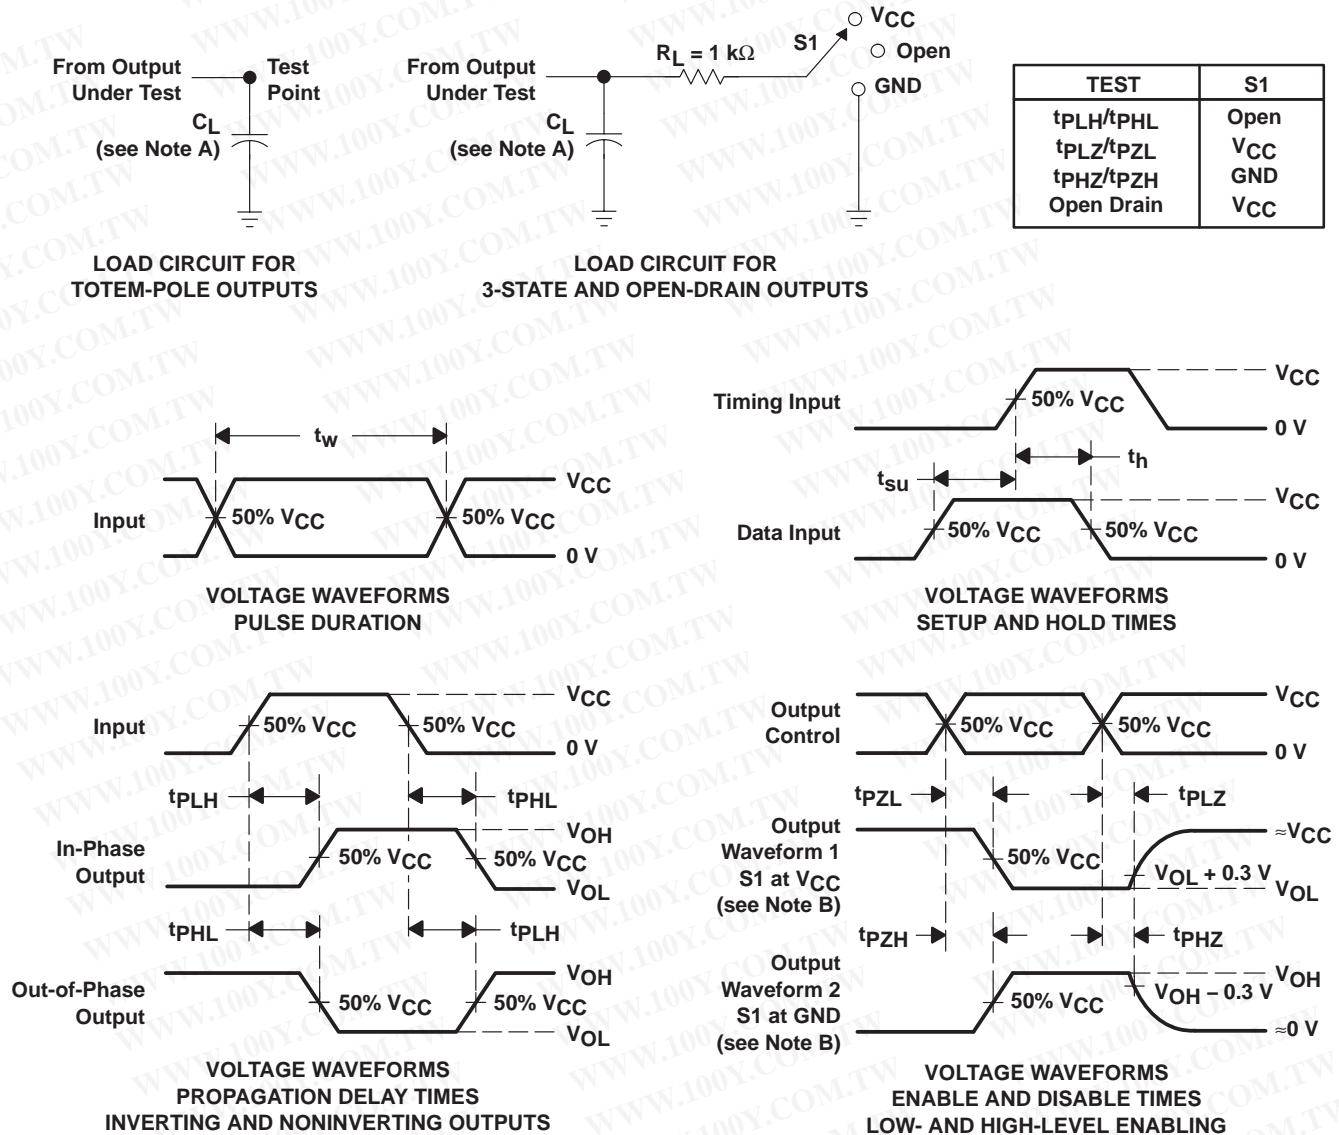 From Output
Under Test
Test
Point
CL
(see Note A)
LOAD CIRCUIT FOR
TOTEM-POLE OUTPUTS
From Output
Under Test
CL
(see Note A)
RL = 1 kΩ
S1
VCC
Open
GND
LOAD CIRCUIT FOR
3-STATE AND OPEN-DRAIN OUTPUTS
TEST S1
tPLH/tPHL Open
tPLZ/tPZL VCC
tPHZ/tPZH GND
Open Drain VCC
tw
Input
50% VCC
50% VCC
VCC
0 V
VOLTAGE WAVEFORMS
PULSE DURATION
Timing Input
50% VCC
VCC
0 V
th
tsu
Data Input
50% VCC
50% VCC
VCC
0 V
VOLTAGE WAVEFORMS
SETUP AND HOLD TIMES
Input
50% VCC
50% VCC
VCC
0 V
tPLH
tPHL
In-Phase
Output
50% VCC
50% VCC
VOH
VOL
tPHL
tPLH
Out-of-Phase
Output
50% VCC
50% VCC
VOH
VOL
VOLTAGE WAVEFORMS
PROPAGATION DELAY TIMES
INVERTING AND NONINVERTING OUTPUTS
Output
Control
50% VCC
50% VCC
VCC
0 V
tPZL
tPLZ
Output
Waveform 1
S1 at VCC
(see Note B)
50% VCC
VOL + 0.3 V
≈VCC
VOL
tPZH
tPHZ
Output
Waveform 2
S1 at GND
(see Note B)
50% VCC
VOH – 0.3 V
VOH
≈0 V
VOLTAGE WAVEFORMS
ENABLE AND DISABLE TIMES
LOW- AND HIGH-LEVEL ENABLING
WWW.100Y.COM.TW